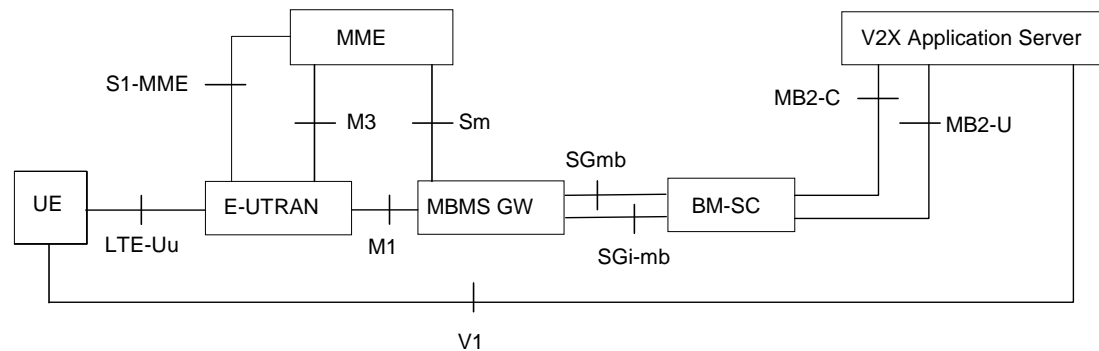 MME
V2X Application Server
S1-MME
MB2-C
M3
Sm
MB2-U
SGmb
UE
E-UTRAN
MBMS GW
BM-SC
LTE-Uu
M1
SGi-mb
V1